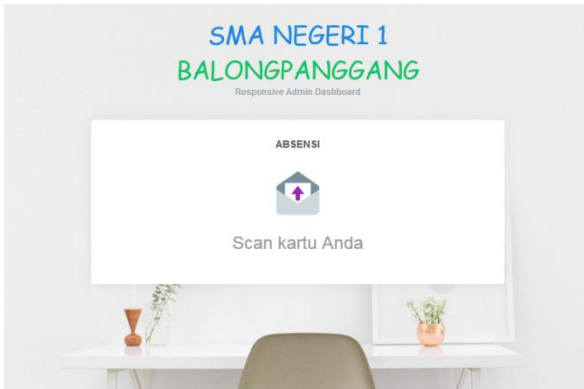 SMA NEGERI 1
BALONGPANGGANG
Responsive Admin Dashboard
ABSENSI
Scan kartu Anda